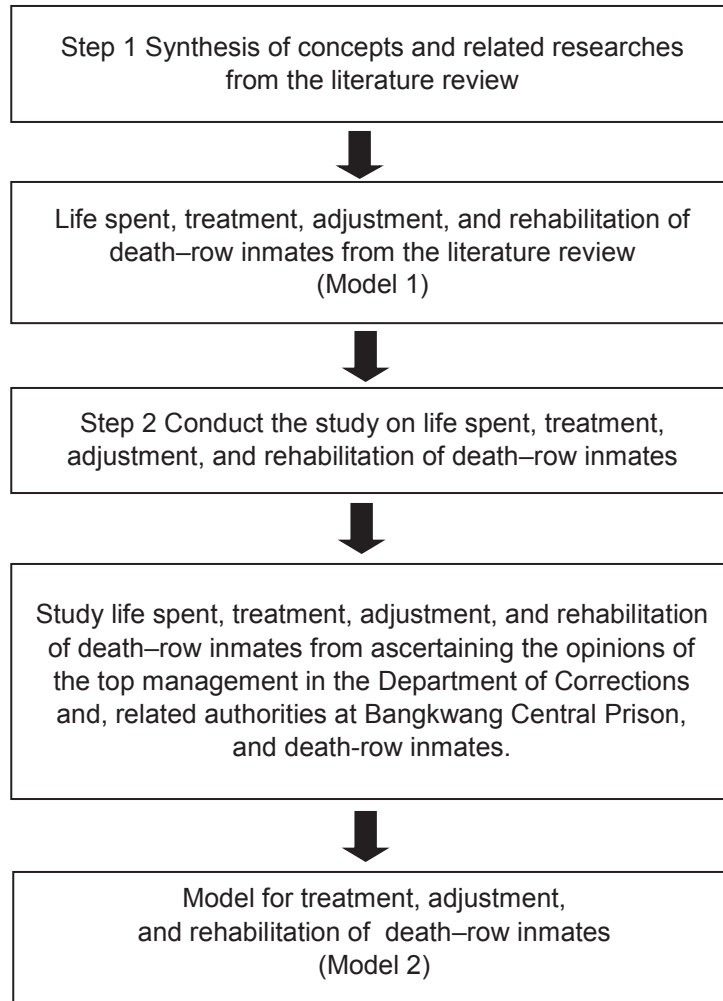 Step 1 Synthesis of concepts and related researches
from the literature review
Life spent, treatment, adjustment, and rehabilitation of
death–row inmates from the literature review
(Model 1)
Step 2 Conduct the study on life spent, treatment,
adjustment, and rehabilitation of death–row inmates
Study life spent, treatment, adjustment, and rehabilitation
of death–row inmates from ascertaining the opinions of
the top management in the Department of Corrections
and, related authorities at Bangkwang Central Prison,
and death-row inmates.
Model for treatment, adjustment,
and rehabilitation of death–row inmates
(Model 2)